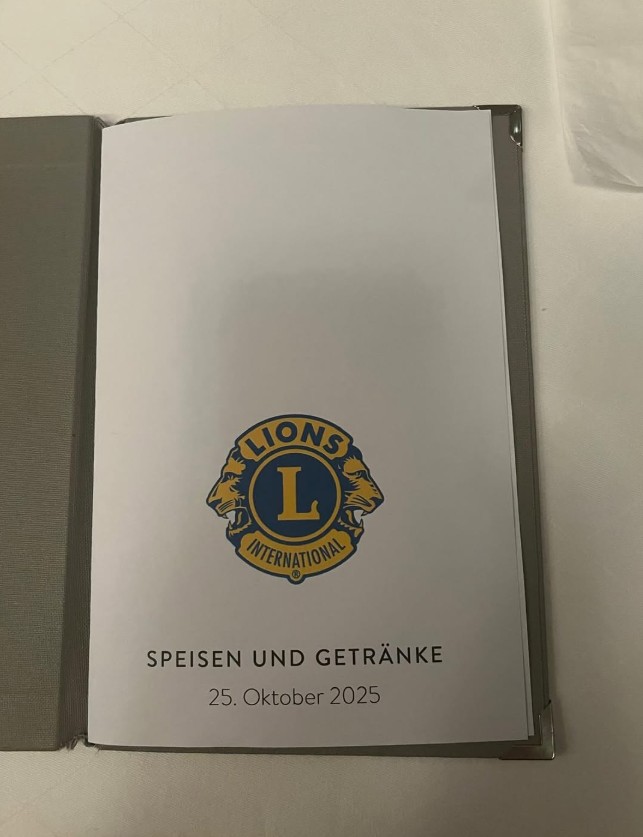 LIONS
L
INTERNATIONAL
®
SPEISEN UND GETRÄNKE
25. Oktober 2025